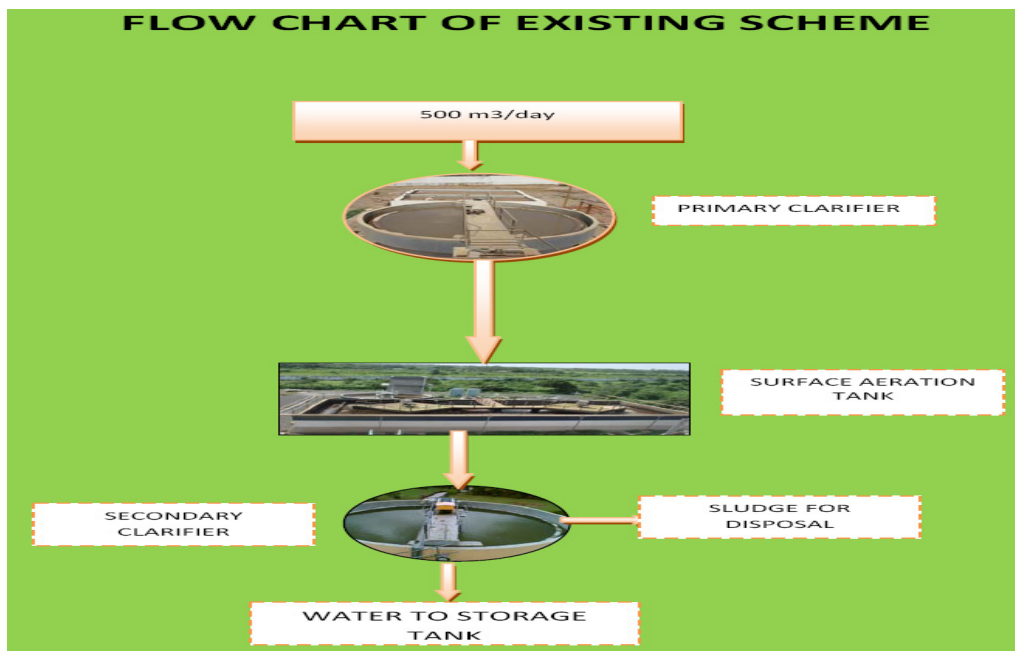 FLOW CHART OF EXISTING SCHEME
500 m3/day
PRIMARY CLARIFIER
SURFACE AERATION
TANK
SECONDARY
CLARIFIER
SLUDGE FOR
DISPOSAL
WATER TO STORAGE
TANK